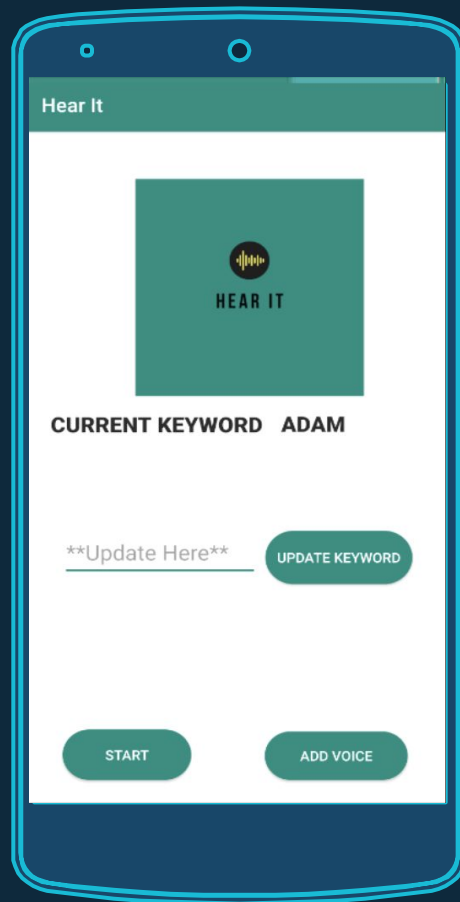 Hear It
HEAR IT
CURRENT KEYWORD ADAM
**Update Here** UPDATE KEYWORD
START ADD VOICE